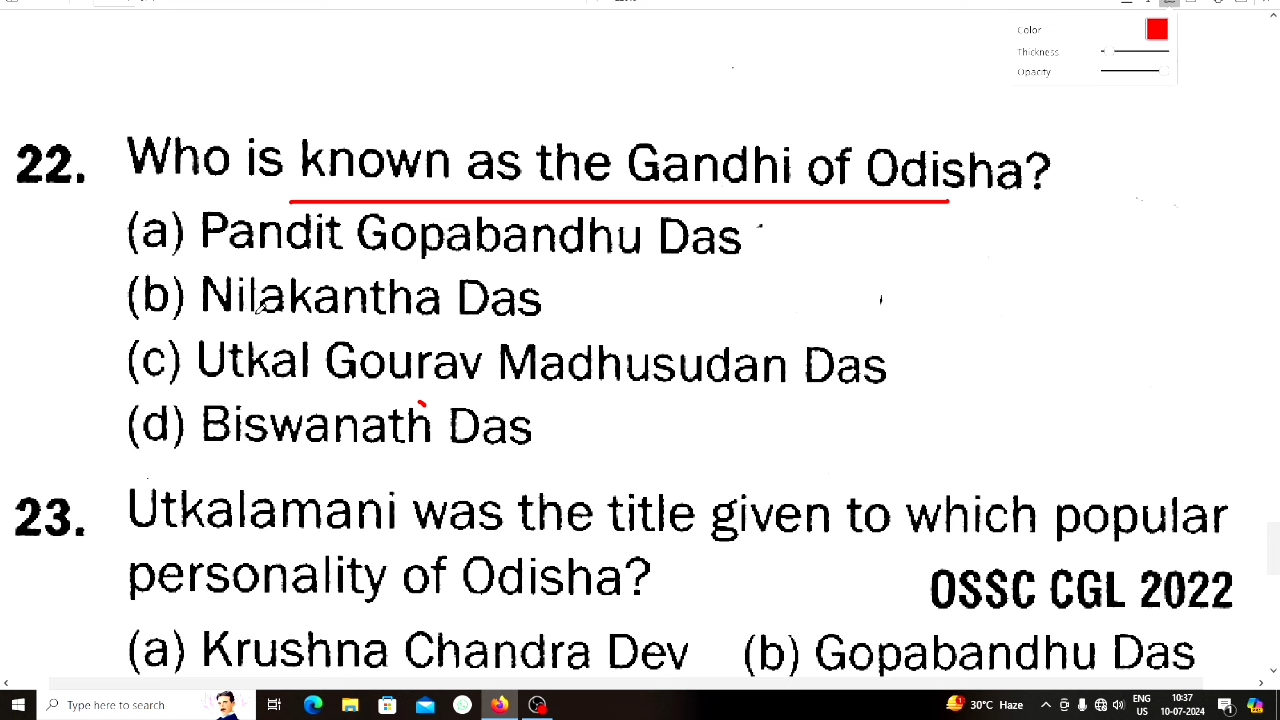 Color
Thickness
Opacity
22. Who is known as the Gandhi of Odisha?
(a) Pandit Gopabandhu Das
(b) Nilakantha Das
(c) Utkal Gourav Madhusudan Das
(d) Biswanath Das
23. Utkalamani was the title given to which popular
personality of Odisha?
OSSC CGL 2022
(a) Krushna Chandra Dev (b) Gopabandhu Das
Type here to search
30°C Haze
ENG
US
10:37
10-07-2024